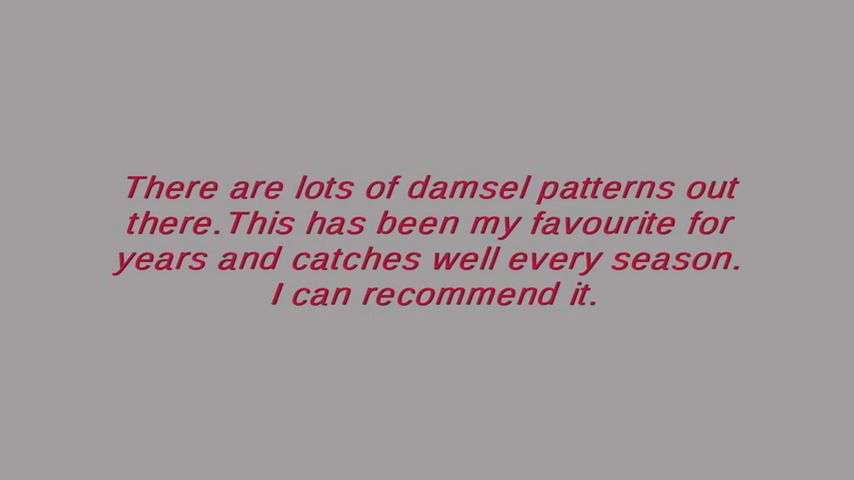 There are lots of damsel patterns out
there.This has been my favourite for
years and catches well every season.
I can recommend it.